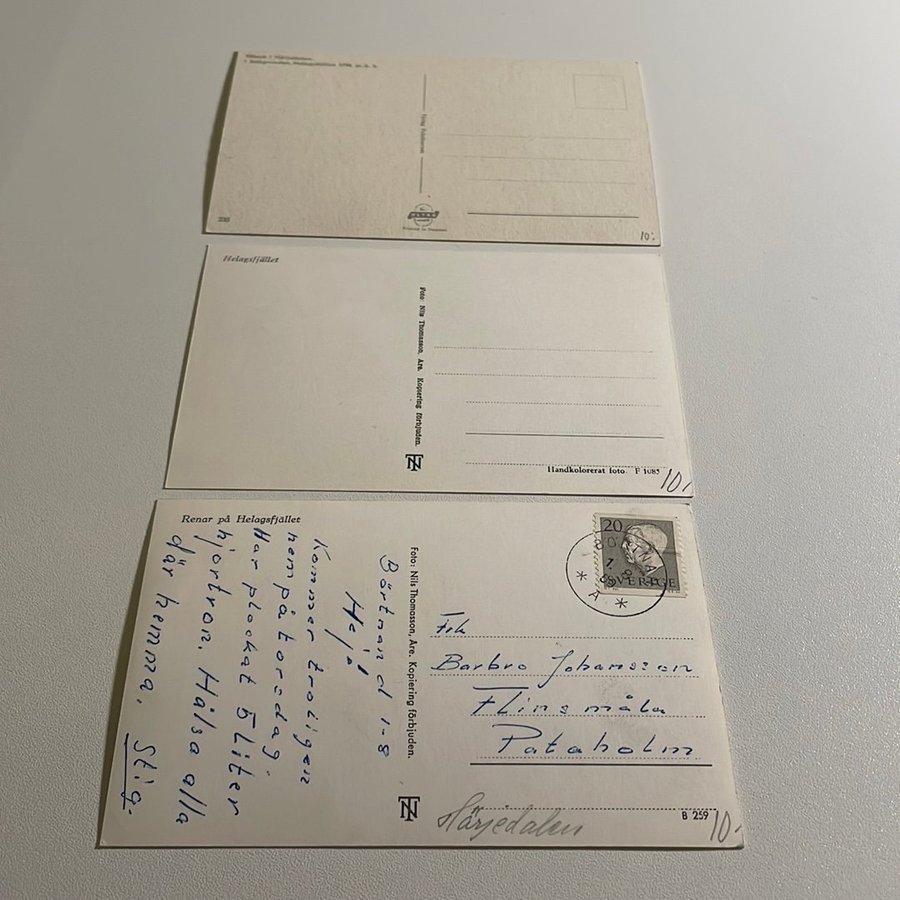 Helagsfjället
Foto: Nils Thomasson, Åre. Kopiering förbjuden.
NT
Handkolorerat foto. F 1085
10:
10.
Renar på Helagsfjället
Börtnan d 1-8
Hej!
Kommer troligen
hem på torsdag.
Har plockat 5 liter
hjortron. Hälsa alla
där hemma.
Stig.
Foto: Nils Thomasson, Åre. Kopiering förbjuden.
NT
20
SVERIGE
Frk
Barbro Johansson
Flinsmåla
Pataholm
Härjedalen
B 259
10.